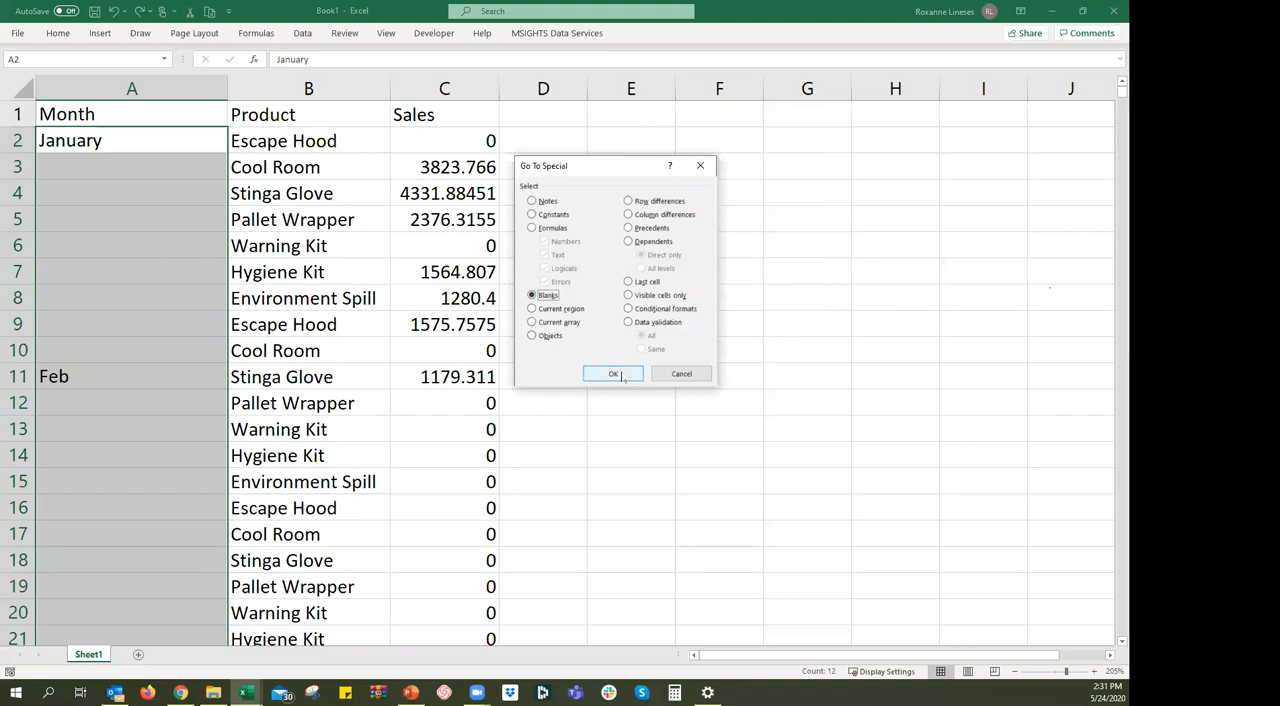 AutoSave Off Book1 - Excel Search Roxanne Lineses RL
File Home Insert Draw Page Layout Formulas Data Review View Developer Help MSIGHTS Data Services Share Comments
A2 fx January
A B C D E F G H I J
1 Month Product Sales
2 January Escape Hood 0
3 Cool Room 3823.766
4 Stinga Glove 4331.88451
5 Pallet Wrapper 2376.3155
6 Warning Kit 0
7 Hygiene Kit 1564.807
8 Environment Spill 1280.4
9 Escape Hood 1575.7575
10 Cool Room 0
11 Feb Stinga Glove 1179.311
12 Pallet Wrapper 0
13 Warning Kit 0
14 Hygiene Kit 0
15 Environment Spill 0
16 Escape Hood 0
17 Cool Room 0
18 Stinga Glove 0
19 Pallet Wrapper 0
20 Warning Kit 0
21 Hygiene Kit 0
Go To Special ?
Select
Notes Row differences
Constants Column differences
Formulas Precedents
Numbers Dependents
Text Direct only
Logicals All levels
Errors Last cell
Blanks Visible cells only
Current region Conditional formats
Current array Data validation
Objects All
Same
OK Cancel
Sheet1
Count: 12 Display Settings 205%
30
2:31 PM
5/24/2020